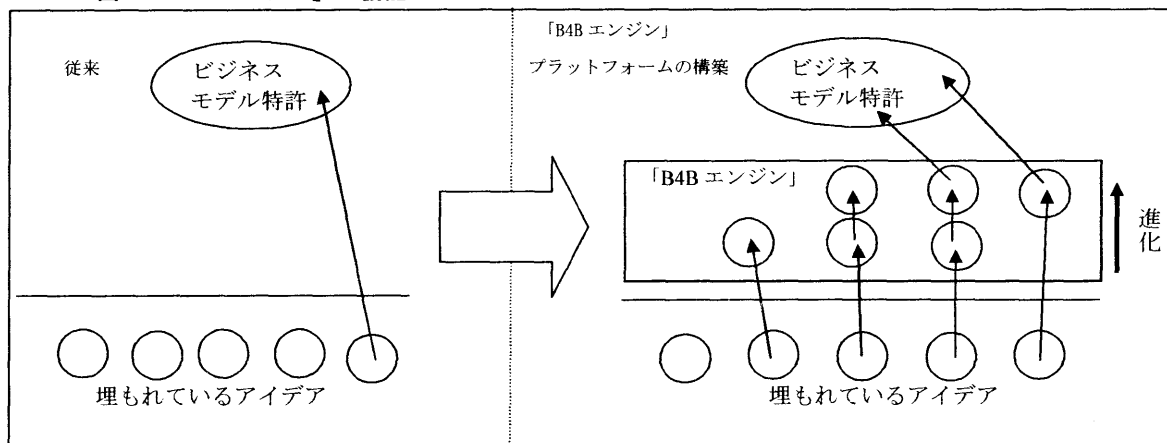 従来
ビジネス
モデル特許
埋もれているアイデア
「B4B エンジン」
プラットフォームの構築
ビジネス
モデル特許
「B4B エンジン」
進化
埋もれているアイデア